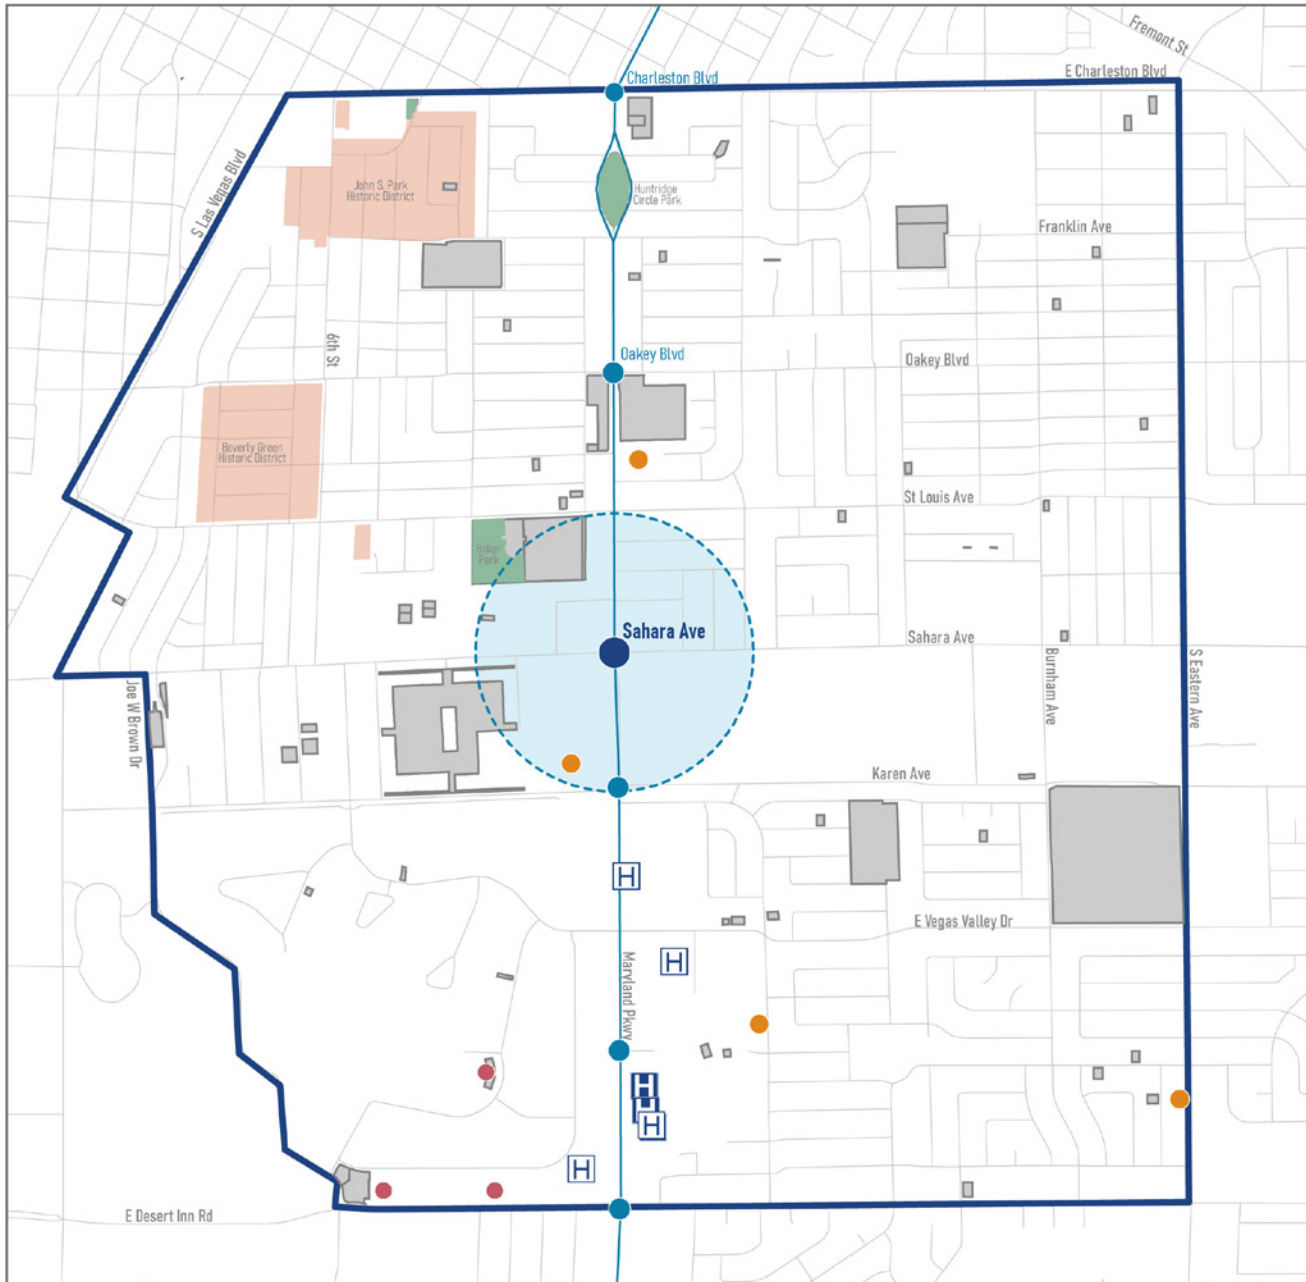 Fremont St
E Charleston Blvd
Charleston Blvd
S Las Vegas Blvd
John S. Park
Historic District
Huntridge
Circle Park
Franklin Ave
6th St
Oakey Blvd
Oakey Blvd
Beverly Green
Historic District
St Louis Ave
Baker
Park
Sahara Ave
Sahara Ave
Joe W Brown Dr
Burnham Ave
S Eastern Ave
Karen Ave
H
E Vegas Valley Dr
Maryland Pkwy
H
H
H
H
H
E Desert Inn Rd